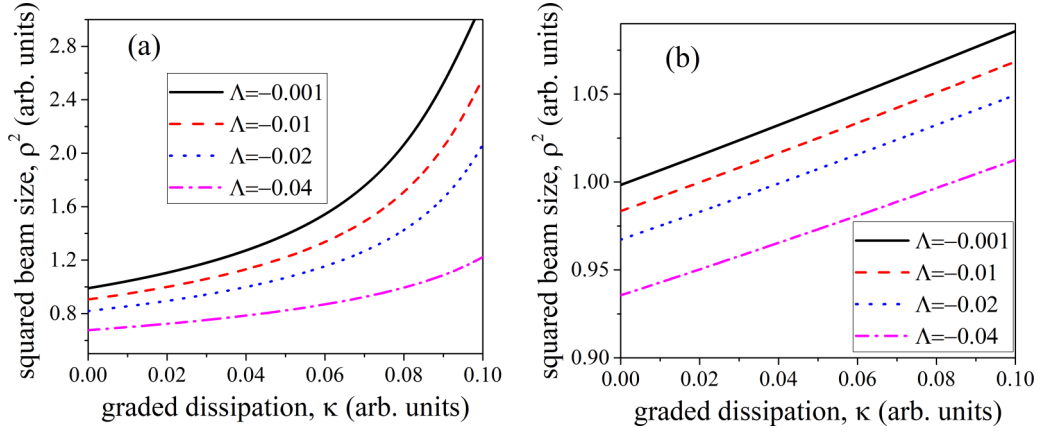 (a)
squared beam size, ρ² (arb. units)
2.8
2.4
2.0
1.6
1.2
0.8
Λ=−0.001
Λ=−0.01
Λ=−0.02
Λ=−0.04
0.00 0.02 0.04 0.06 0.08 0.10
graded dissipation, κ (arb. units)
(b)
squared beam size, ρ² (arb. units)
1.05
1.00
0.95
0.90
Λ=−0.001
Λ=−0.01
Λ=−0.02
Λ=−0.04
0.00 0.02 0.04 0.06 0.08 0.10
graded dissipation, κ (arb. units)